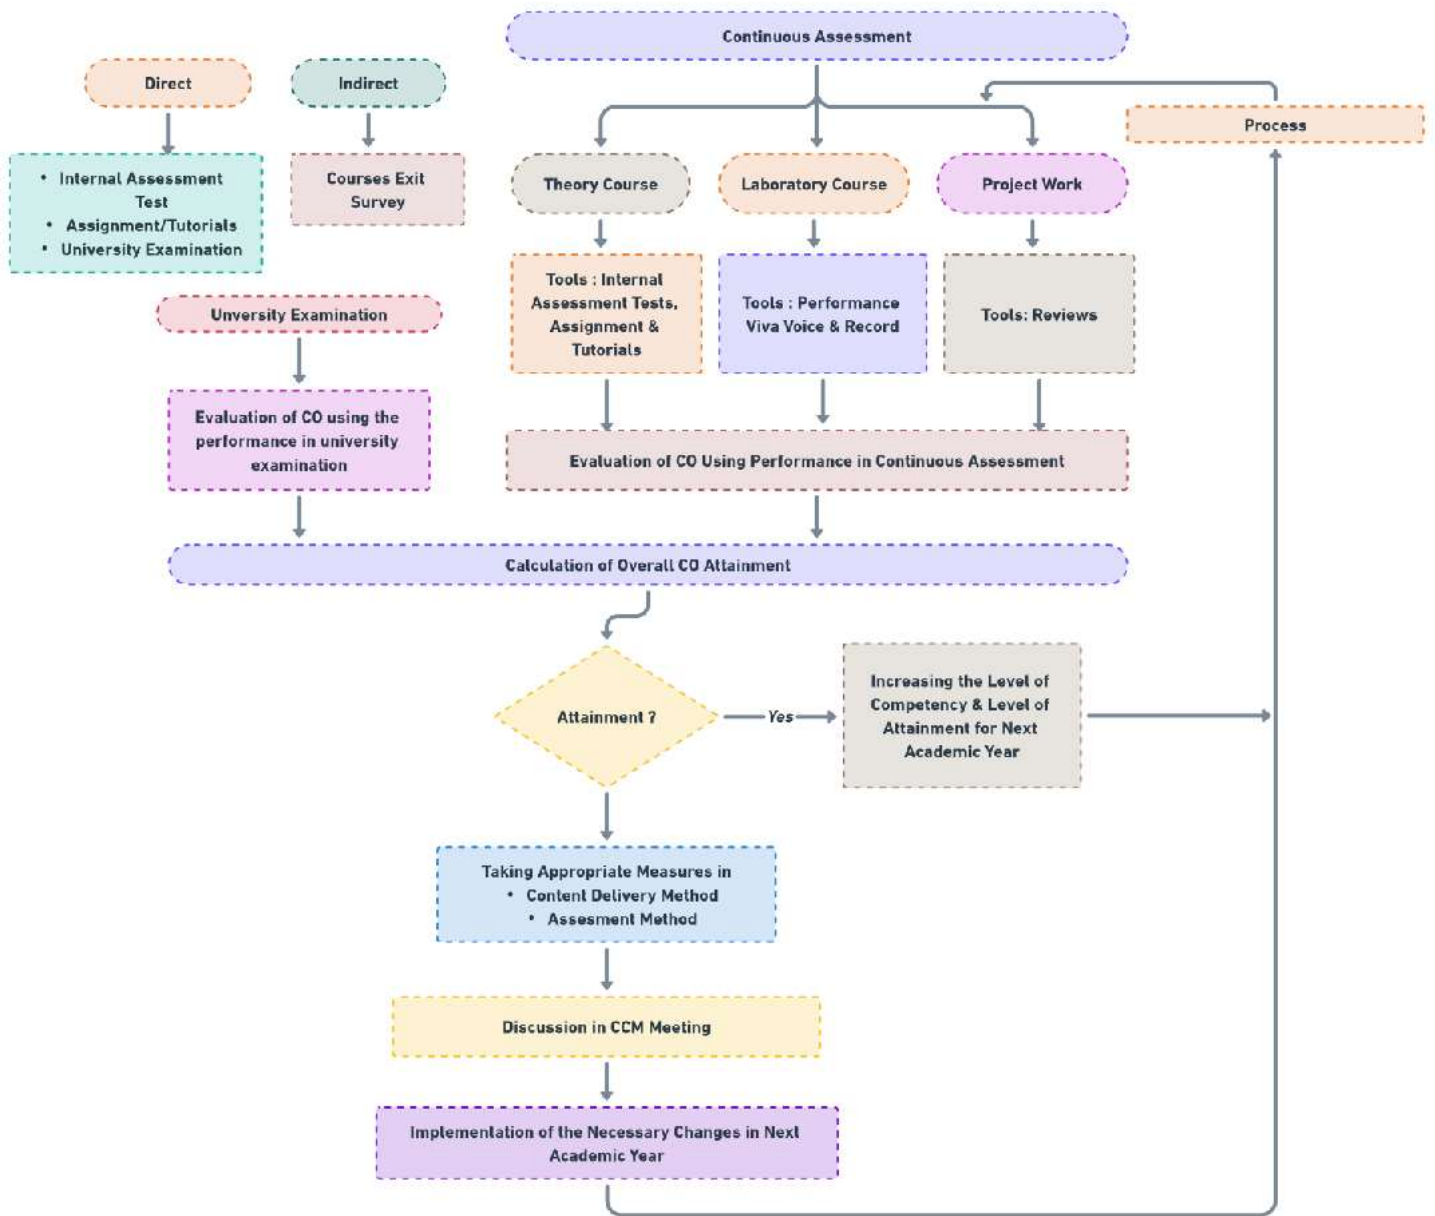 Continuous Assessment
Direct
Indirect
Process
• Internal Assessment
Test
• Assignment/Tutorials
• University Examination
Courses Exit
Survey
Theory Course
Laboratory Course
Project Work
Tools : Internal
Assessment Tests,
Assignment &
Tutorials
Tools : Performance
Viva Voice & Record
Tools: Reviews
Unversity Examination
Evaluation of CO using the
performance in university
examination
Evaluation of CO Using Performance in Continuous Assessment
Calculation of Overall CO Attainment
Attainment ?
Yes
Increasing the Level of
Competency & Level of
Attainment for Next
Academic Year
Taking Appropriate Measures in
• Content Delivery Method
• Assesment Method
Discussion in CCM Meeting
Implementation of the Necessary Changes in Next
Academic Year